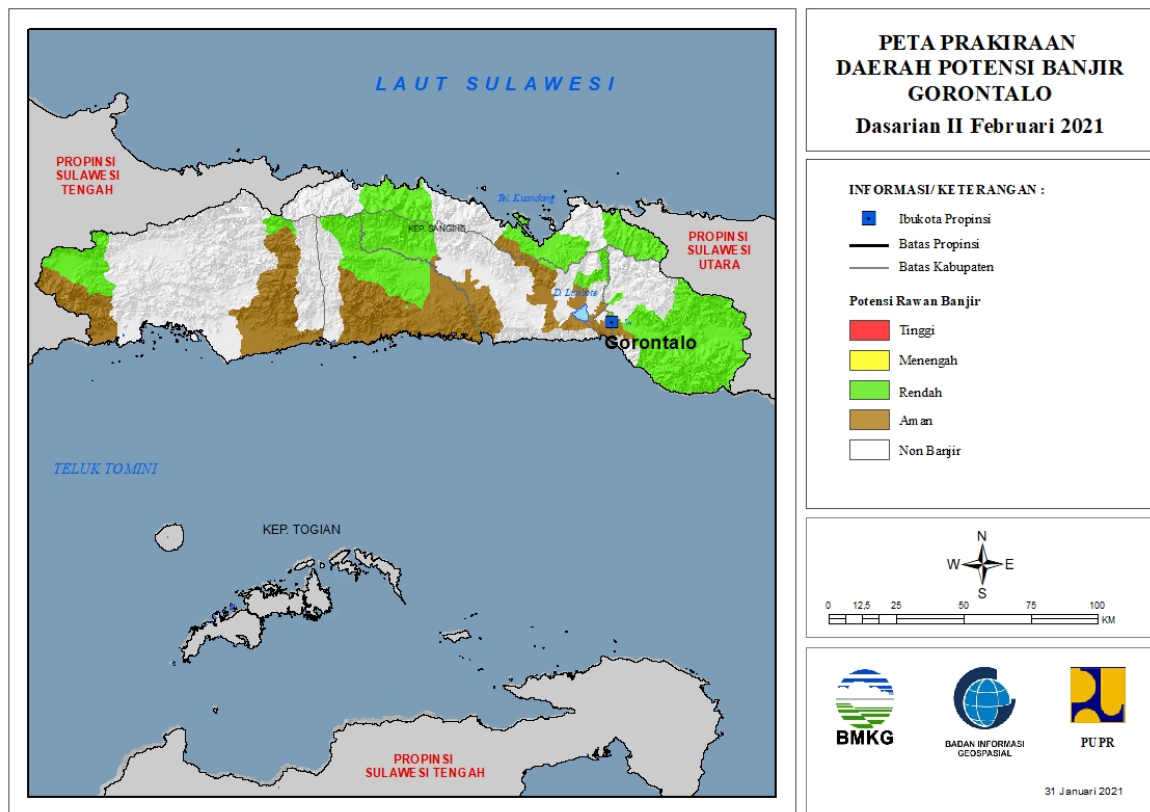 LAUT SULAWESI
PROPINSI
SULAWESI
TENGAH
Tel. Kuandang
KEP. SANGIHE
PROPINSI
SULAWESI
UTARA
D. Limboto
Gorontalo
TELUK TOMINI
KEP. TOGIAN
PROPINSI
SULAWESI TENGAH
PETA PRAKIRAAN
DAERAH POTENSI BANJIR
GORONTALO
Dasarian II Februari 2021
INFORMASI/ KETERANGAN :
Ibukota Propinsi
Batas Propinsi
Batas Kabupaten
Potensi Rawan Banjir
Tinggi
Menengah
Rendah
Aman
Non Banjir
N
W E
S
0 12,5 25 50 75 100
KM
BMKG
BADAN INFORMASI
GEOSPASIAL
PUPR
31 Januari 2021